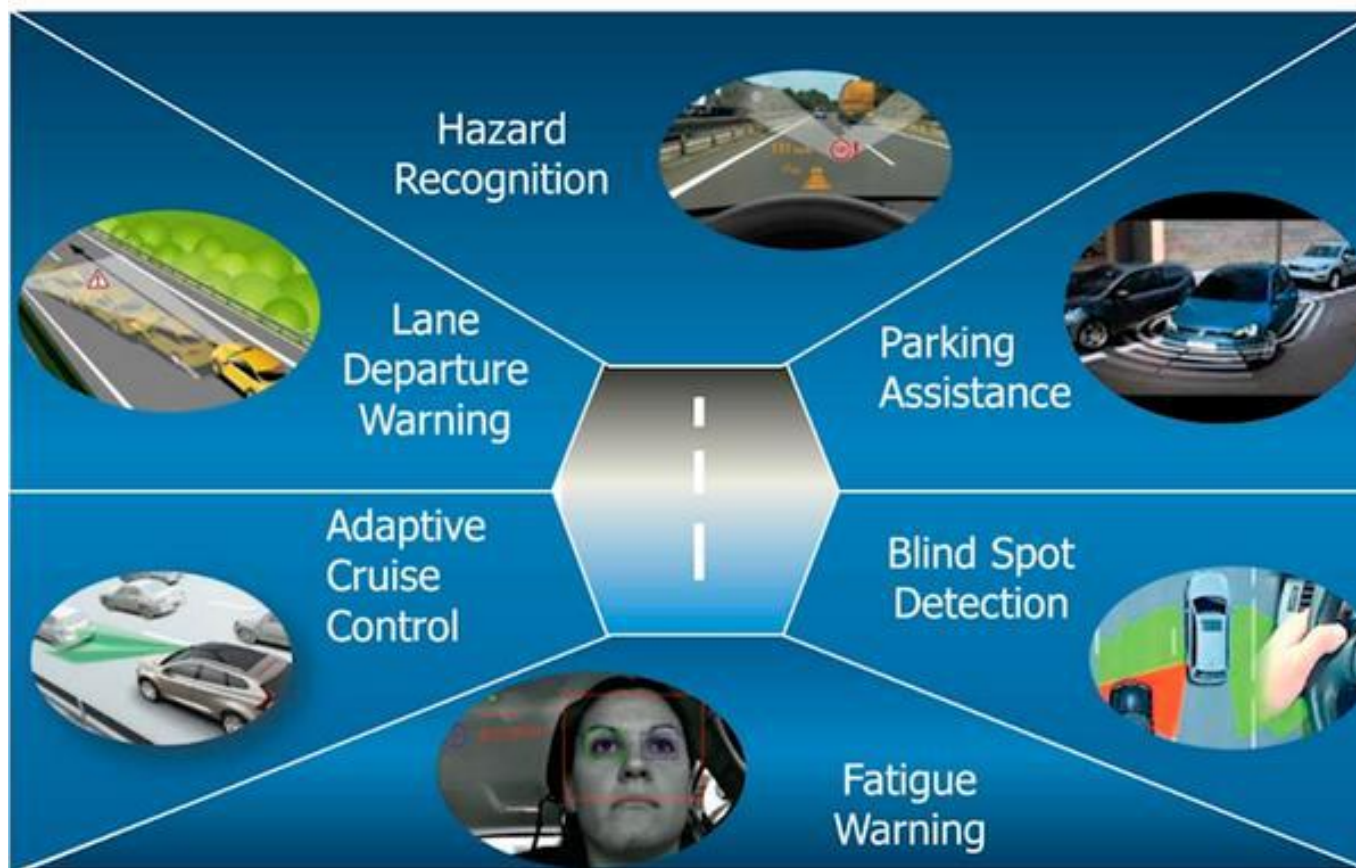 Hazard
Recognition
Lane
Departure
Warning
Parking
Assistance
Adaptive
Cruise
Control
Blind Spot
Detection
Fatigue
Warning